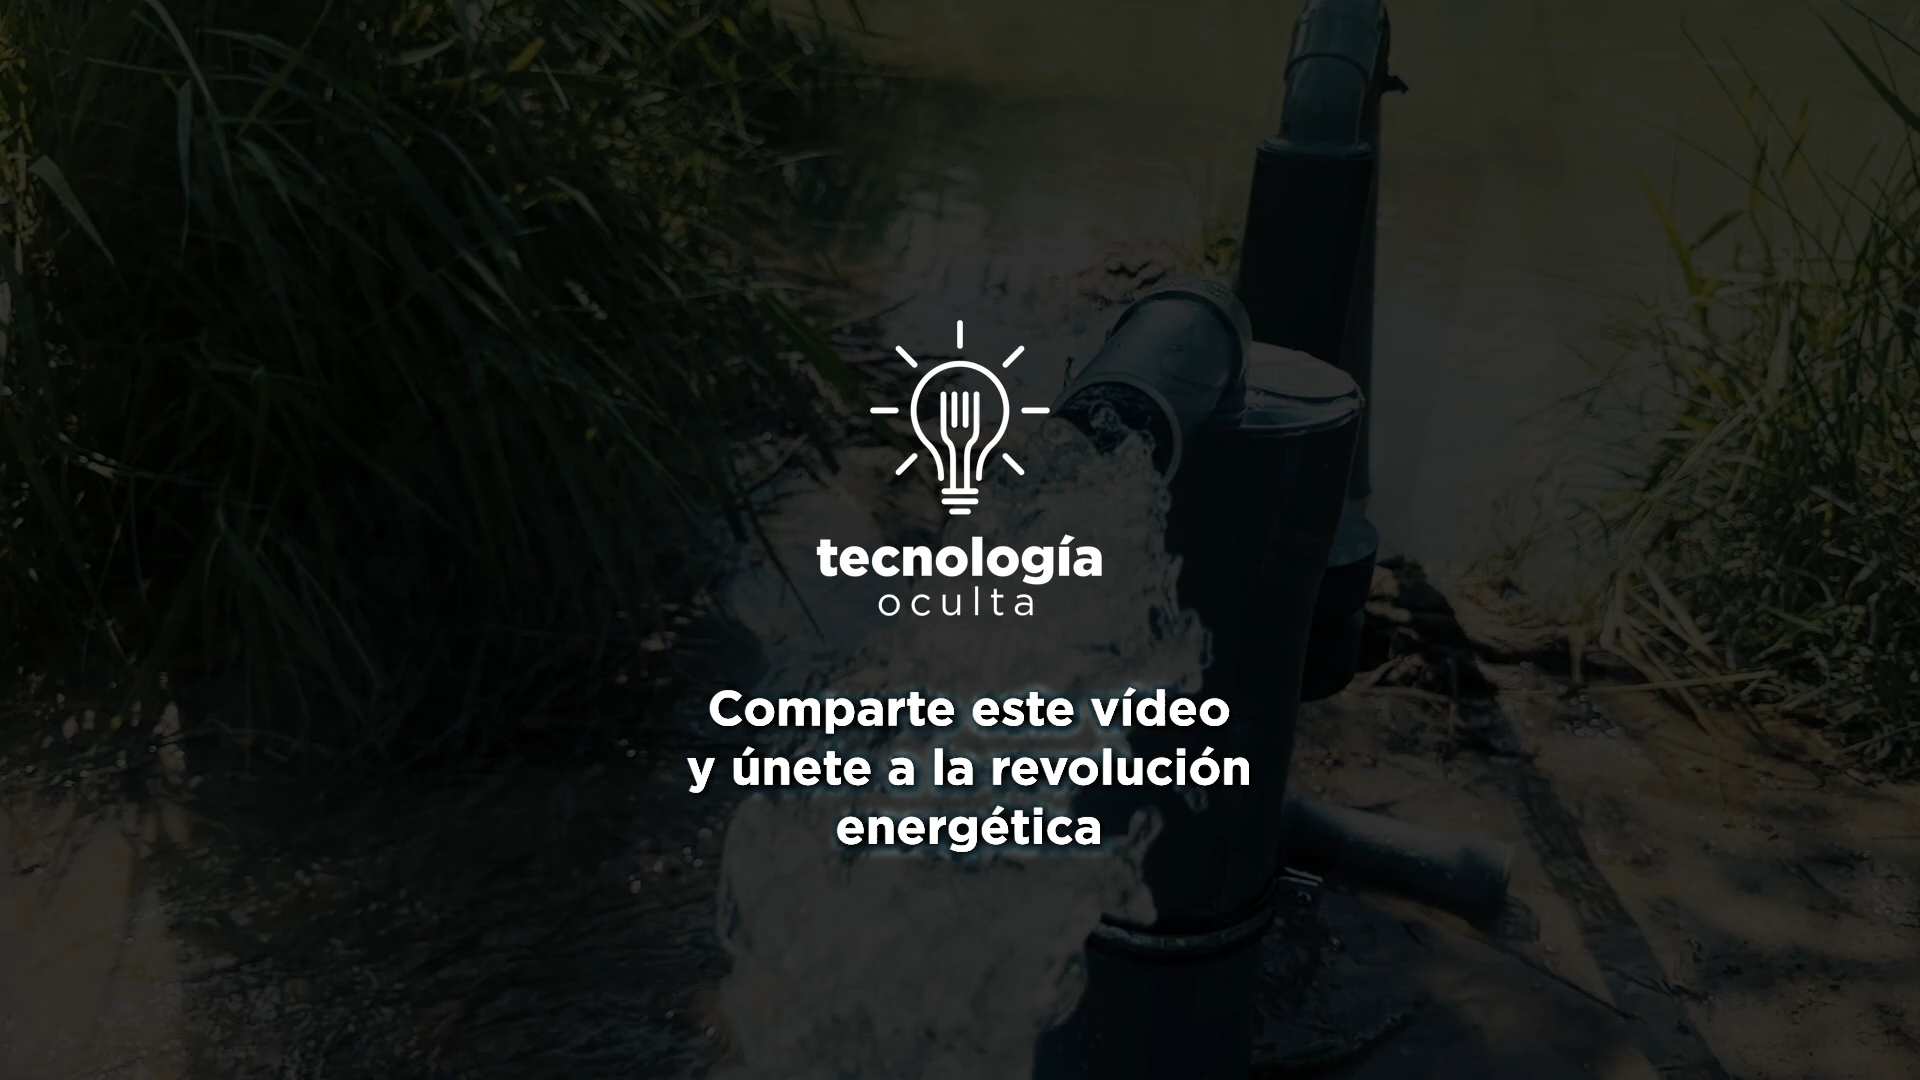 tecnología
oculta
Comparte este vídeo
y únete a la revolución
energética